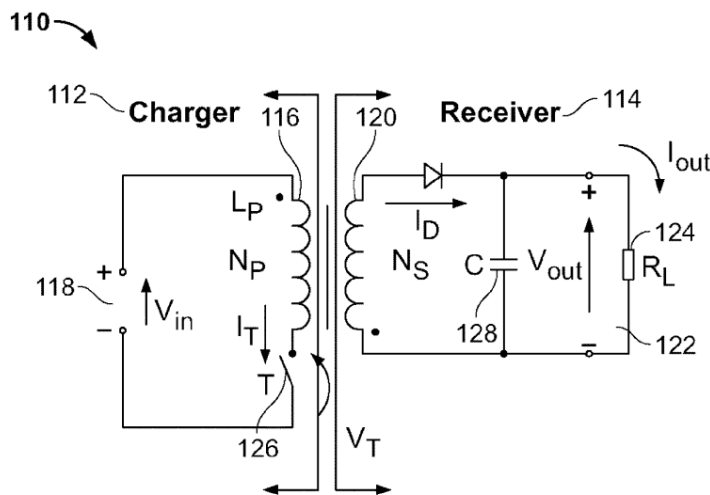 110
112 Charger
116
120
Receiver 114
I_out
L_P
I_D
+
124
N_P
N_S
C
V_out
R_L
+
118
V_in
128
−
I_T
−
122
T
126
V_T